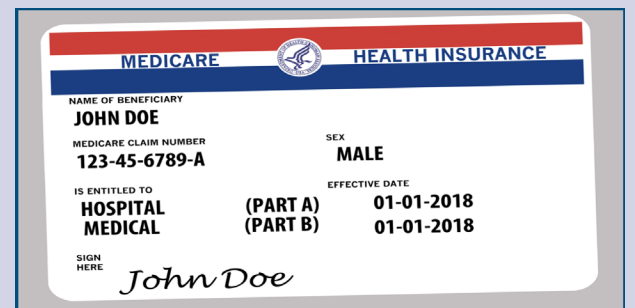 MEDICARE HEALTH INSURANCE
NAME OF BENEFICIARY
JOHN DOE
MEDICARE CLAIM NUMBER SEX
123-45-6789-A MALE
IS ENTITLED TO EFFECTIVE DATE
HOSPITAL (PART A) 01-01-2018
MEDICAL (PART B) 01-01-2018
SIGN
HERE John Doe